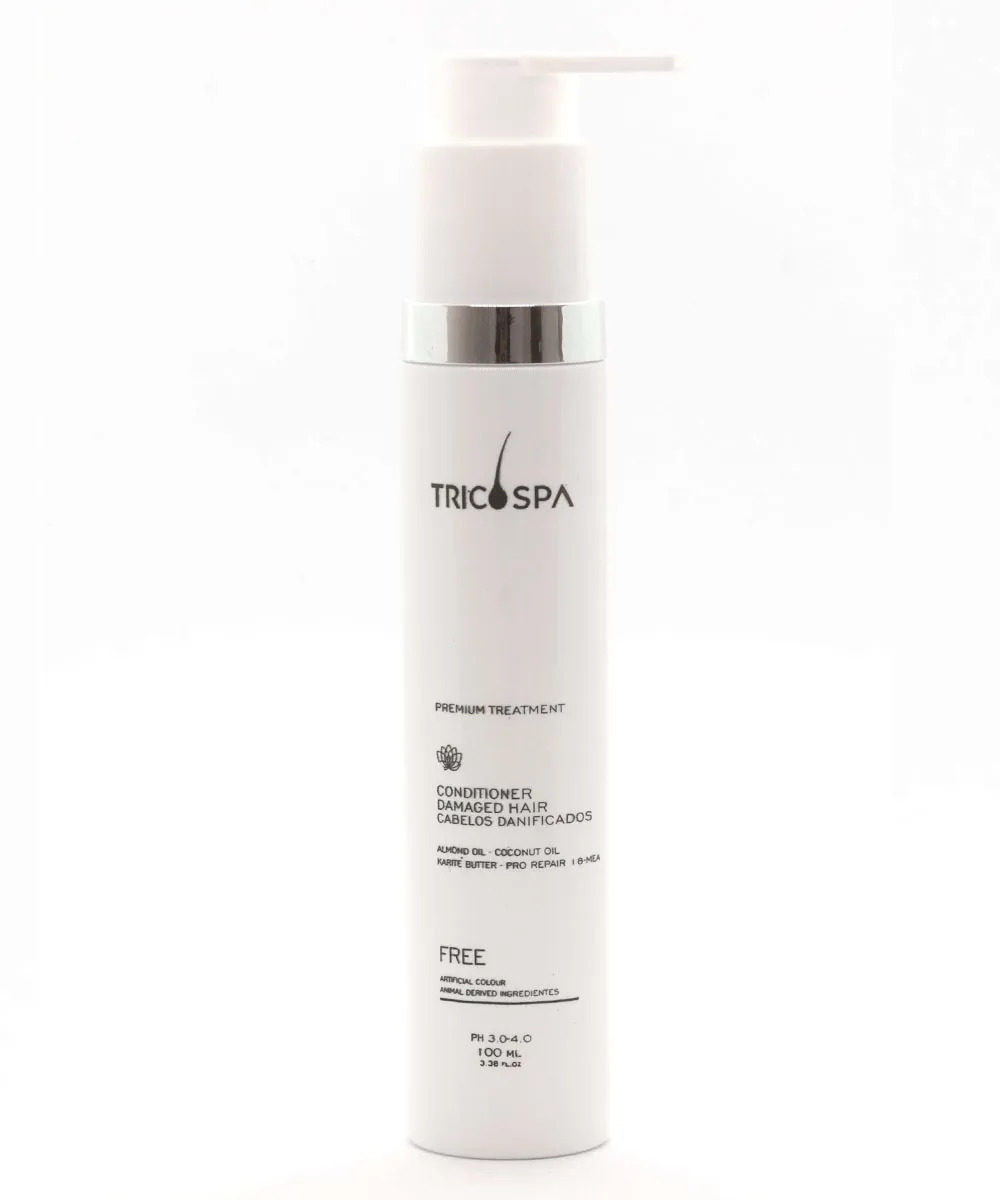 TRICOSPA
PREMIUM TREATMENT
CONDITIONER
DAMAGED HAIR
CABELOS DANIFICADOS
ALMOND OIL - COCONUT OIL
KARITÉ BUTTER - PRO REPAIR 18-MEA
FREE
ARTIFICIAL COLOUR
ANIMAL DERIVED INGREDIENTES
PH 3.0-4.0
100 ML
3.38 FL.OZ